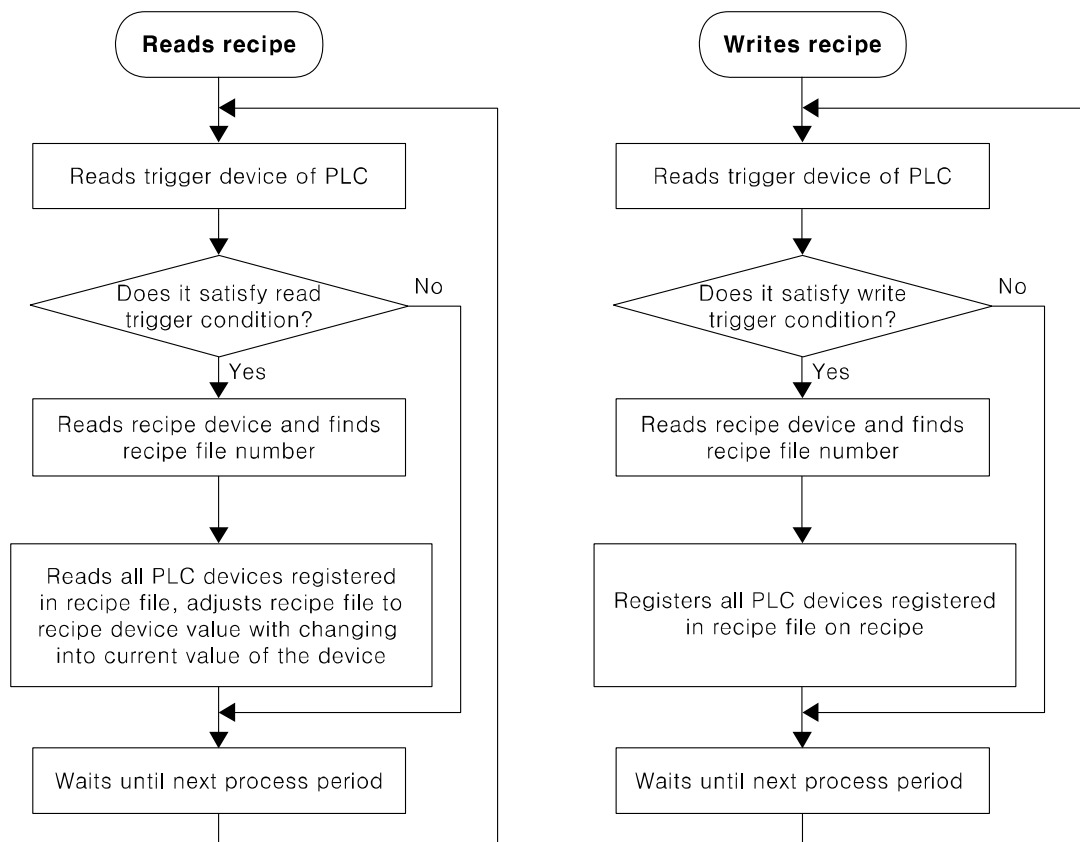 Reads recipe
Reads trigger device of PLC
Does it satisfy read
trigger condition?
No
Yes
Reads recipe device and finds
recipe file number
Reads all PLC devices registered
in recipe file, adjusts recipe file to
recipe device value with changing
into current value of the device
Waits until next process period
Writes recipe
Reads trigger device of PLC
Does it satisfy write
trigger condition?
No
Yes
Reads recipe device and finds
recipe file number
Registers all PLC devices registered
in recipe file on recipe
Waits until next process period